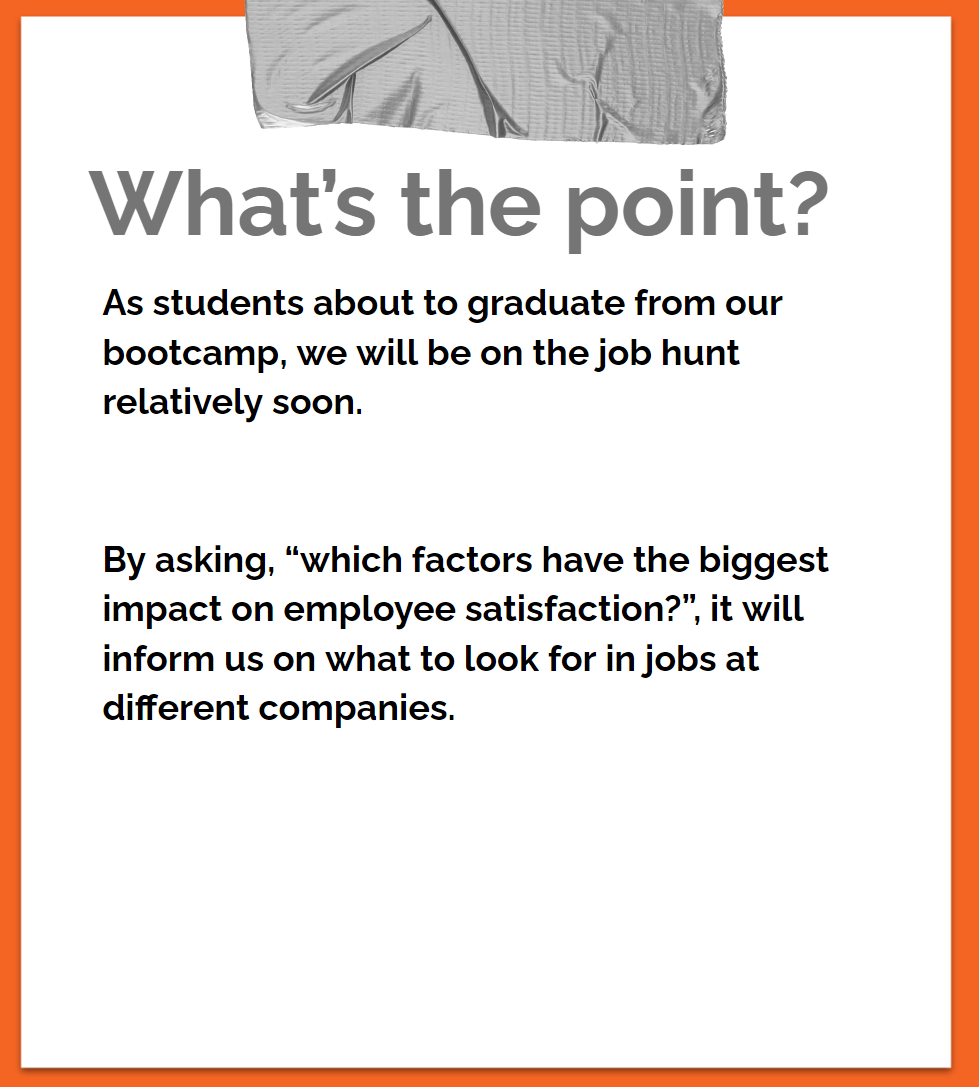 What’s the point?
As students about to graduate from our
bootcamp, we will be on the job hunt
relatively soon.
By asking, “which factors have the biggest
impact on employee satisfaction?”, it will
inform us on what to look for in jobs at
different companies.